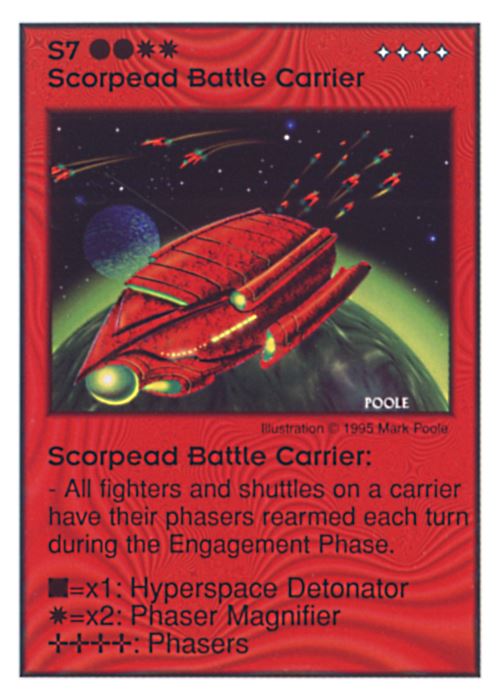 S7 ●●✷✷ ✧✧✧✧
Scorpead Battle Carrier
POOLE
Illustration © 1995 Mark Poole
Scorpead Battle Carrier:
- All fighters and shuttles on a carrier
have their phasers rearmed each turn
during the Engagement Phase.
■=x1: Hyperspace Detonator
✷=x2: Phaser Magnifier
✢✢✢✢: Phasers